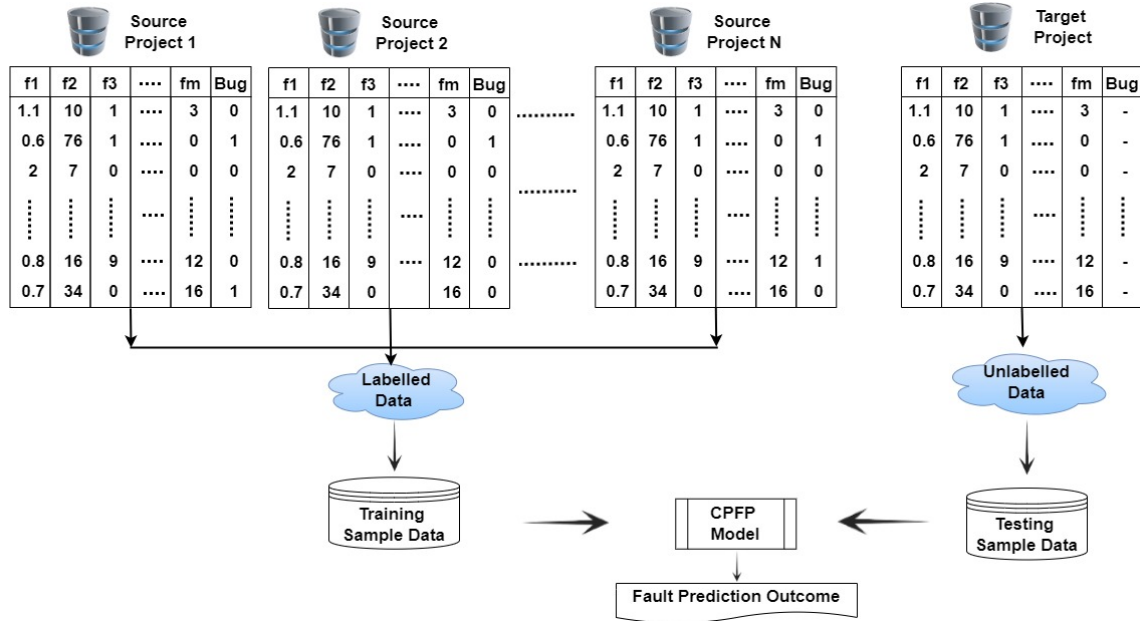 Source
Project 1
Source
Project 2
Source
Project N
Target
Project
f1 f2 f3 .... fm Bug
1.1 10 1 .... 3 0
0.6 76 1 .... 0 1
2 7 0 .... 0 0
....
0.8 16 9 .... 12 0
0.7 34 0 .... 16 1
f1 f2 f3 .... fm Bug
1.1 10 1 .... 3 0
0.6 76 1 .... 0 1
2 7 0 .... 0 0
....
0.8 16 9 .... 12 0
0.7 34 0 16 0
f1 f2 f3 .... fm Bug
1.1 10 1 .... 3 0
0.6 76 1 .... 0 1
2 7 0 .... 0 0
....
0.8 16 9 .... 12 1
0.7 34 0 .... 16 0
f1 f2 f3 .... fm Bug
1.1 10 1 .... 3 -
0.6 76 1 .... 0 -
2 7 0 .... 0 -
....
0.8 16 9 .... 12 -
0.7 34 0 .... 16 -
Labelled
Data
Unlabelled
Data
Training
Sample Data
CPFP
Model
Testing
Sample Data
Fault Prediction Outcome